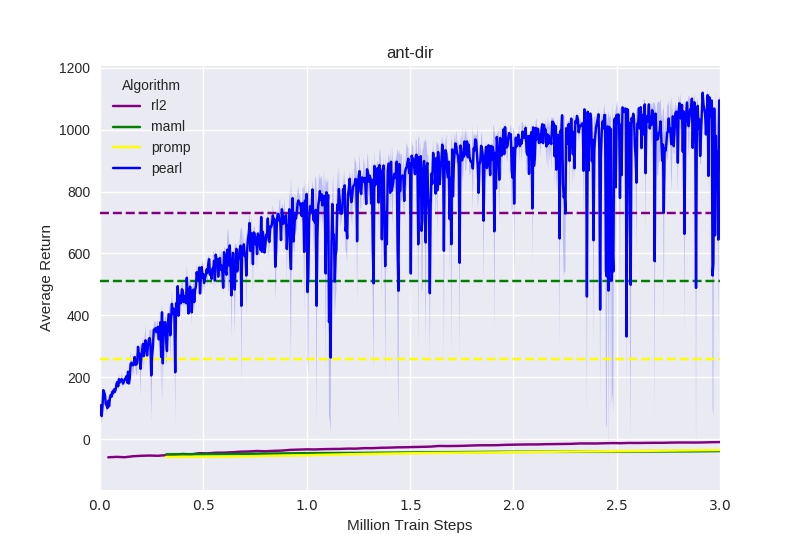 ant-dir
1200
1000
800
600
400
200
0
Average Return
Algorithm
rl2
maml
promp
pearl
0.0 0.5 1.0 1.5 2.0 2.5 3.0
Million Train Steps